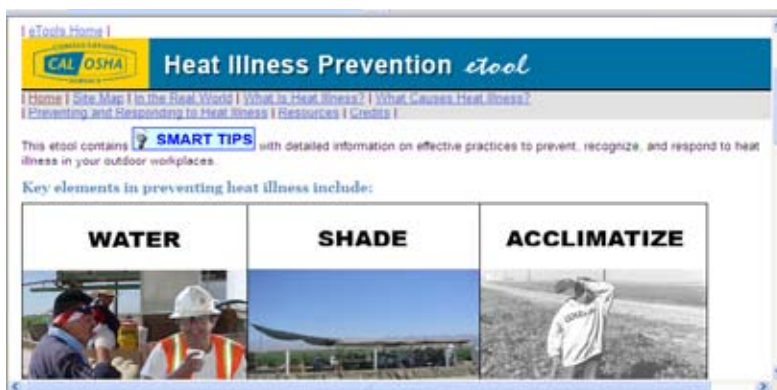 | eTools Home |
CONSULTATION
CAL OSHA
Heat Illness Prevention etool
| Home | Site Map | In the Real World | What Is Heat Illness? | What Causes Heat Illness?
| Preventing and Responding to Heat Illness | Resources | Credits |
This etool contains SMART TIPS with detailed information on effective practices to prevent, recognize, and respond to heat
illness in your outdoor workplaces.
Key elements in preventing heat illness include:
WATER SHADE ACCLIMATIZE